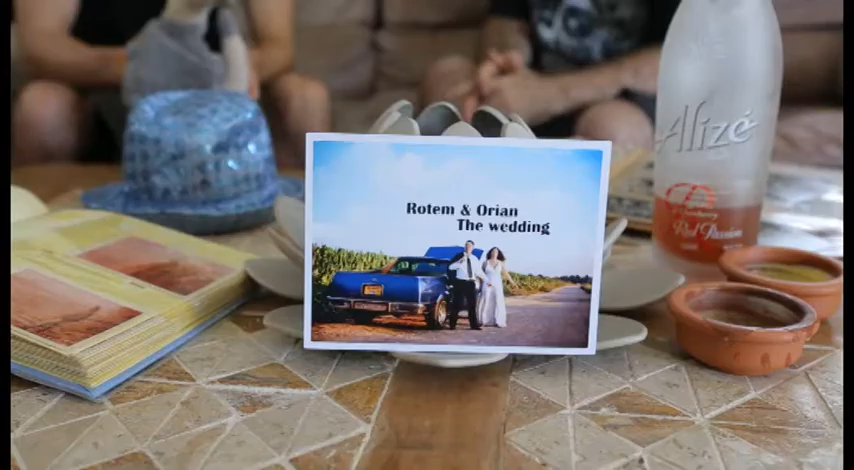 Rotem & Orian
The wedding
Alizé
Red Passion